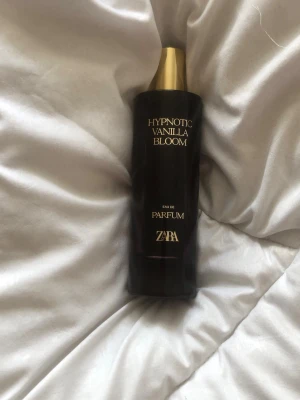 HYPNOTIC
VANILLA
BLOOM
EAU DE
PARFUM
ZARA